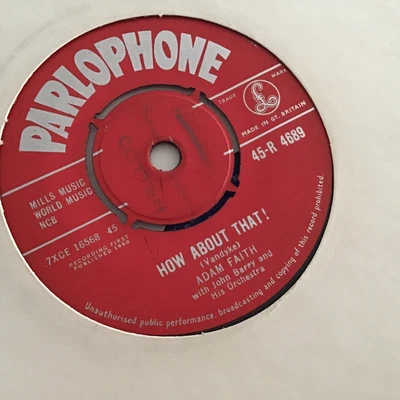 PARLOPHONE
TRADE MARK
£
MADE IN GT. BRITAIN
45-R 4689
MILLS MUSIC
WORLD MUSIC
NCB
7XCE 16568 45
RECORDING FIRST
PUBLISHED 1960
HOW ABOUT THAT!
(Vandyke)
ADAM FAITH
with John Barry and
His Orchestra
Unauthorised public performance, broadcasting and copying of this record prohibited.